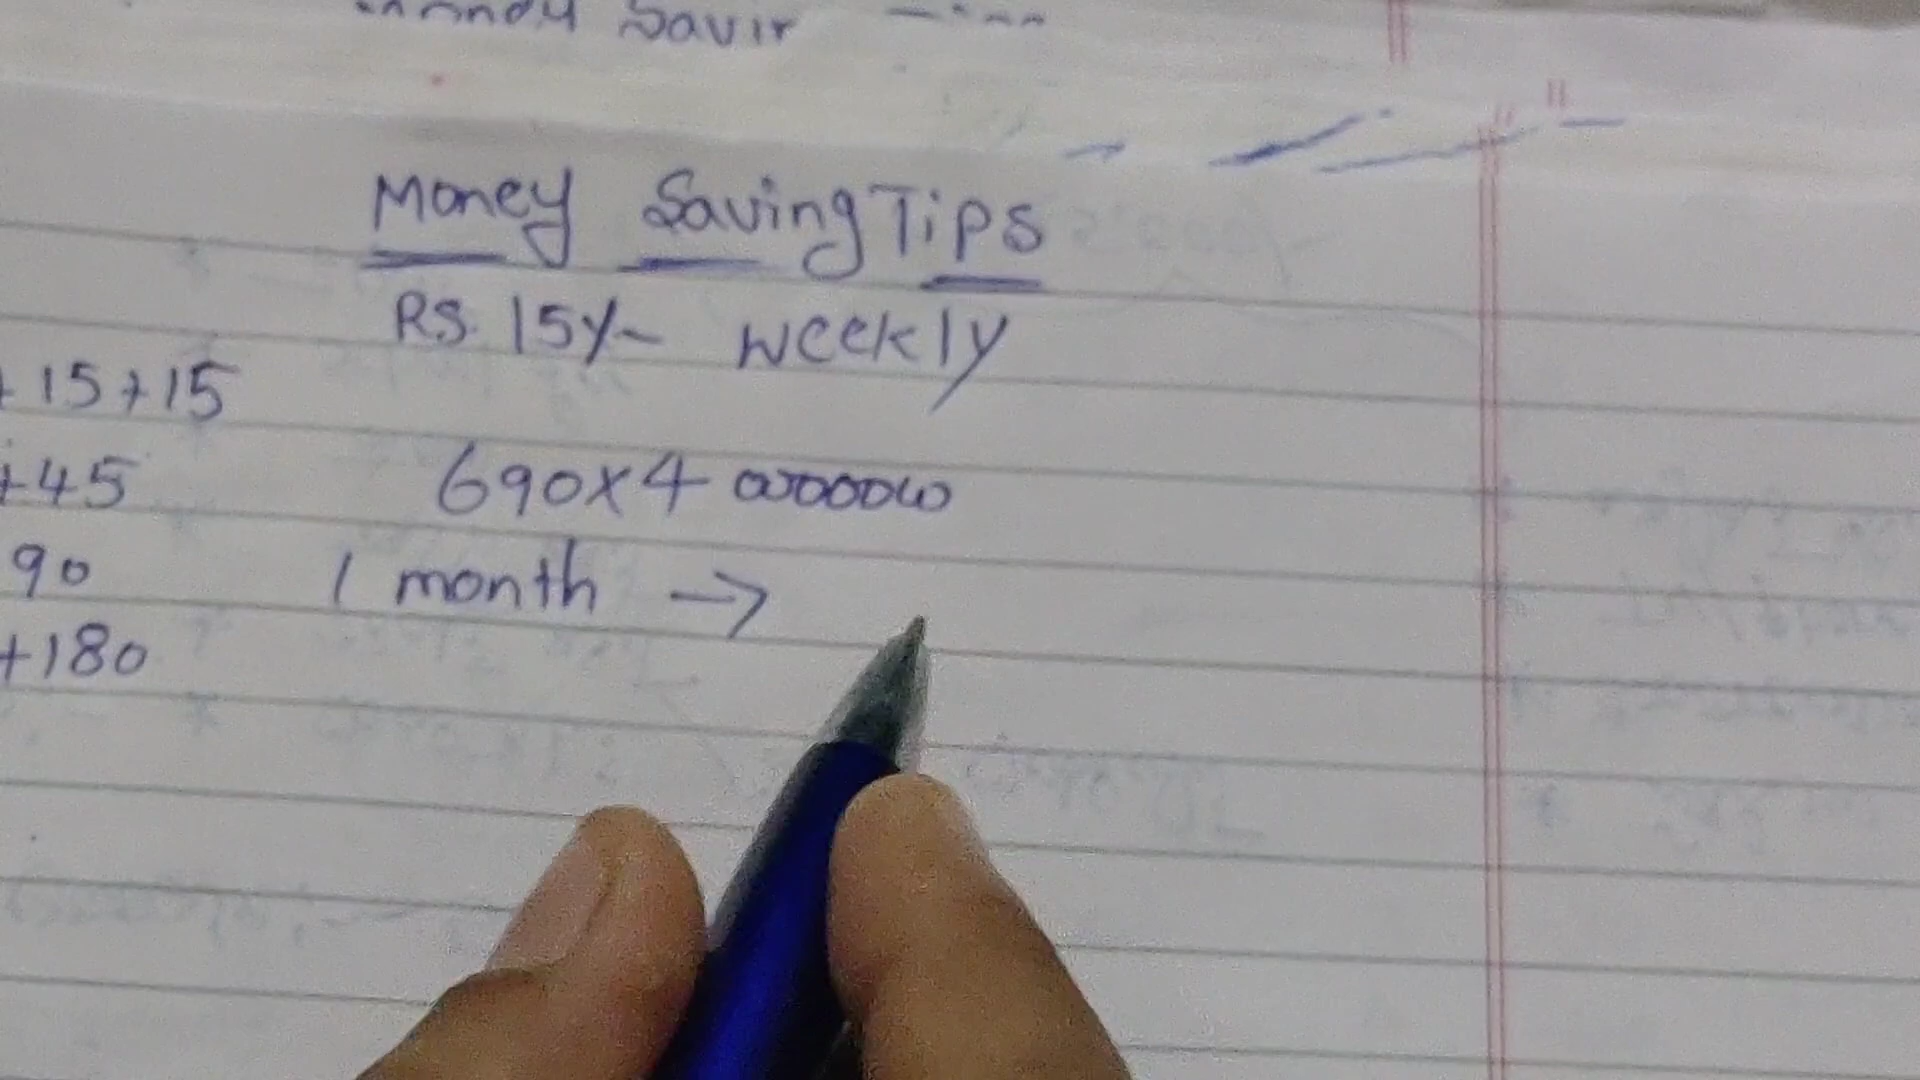 Money Saving Tips
RS. 15/- weekly
+ 15 + 15
+45
690x4
90
1 month →
+180